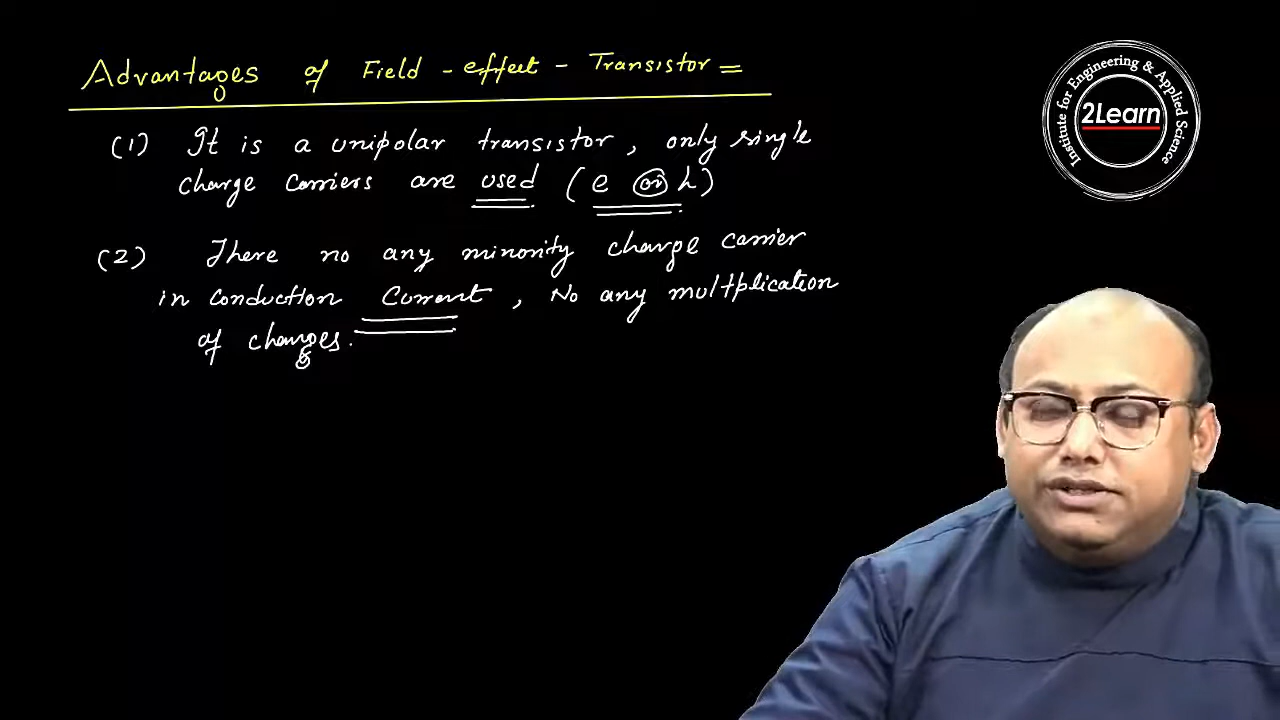 Advantages of Field-effect-Transistor =
(1) It is a unipolar transistor, only single
charge carriers are used (e or h)
(2) There no any minority charge carrier
in conduction Current, No any multplication
of charges.
Institute for Engineering & Applied Science
2Learn